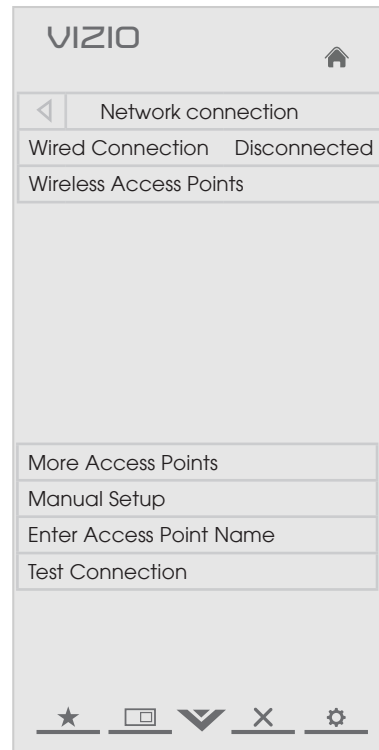 VIZIO
Network connection
Wired Connection Disconnected
Wireless Access Points
More Access Points
Manual Setup
Enter Access Point Name
Test Connection